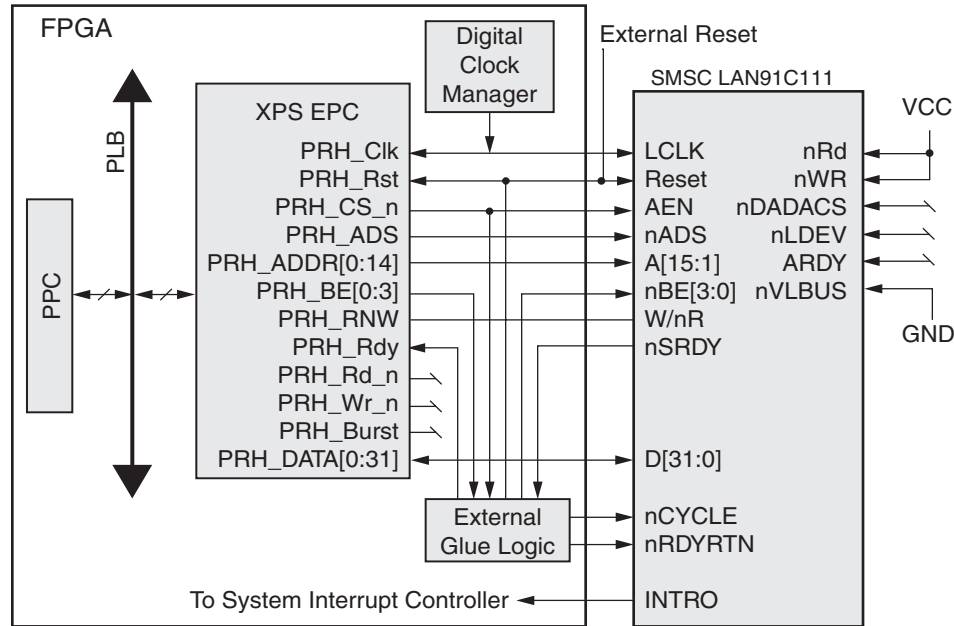 FPGA
Digital
Clock
Manager
External Reset
SMSC LAN91C111
VCC
PLB
XPS EPC
PRH_Clk
PRH_Rst
PRH_CS_n
PRH_ADS
PRH_ADDR[0:14]
PRH_BE[0:3]
PRH_RNW
PRH_Rdy
PRH_Rd_n
PRH_Wr_n
PRH_Burst
PRH_DATA[0:31]
PPC
LCLK
Reset
AEN
nADS
A[15:1]
nBE[3:0]
W/nR
nSRDY
D[31:0]
nCYCLE
nRDYRTN
INTRO
nRd
nWR
nDADACS
nLDEV
ARDY
nVLBUS
GND
External
Glue Logic
To System Interrupt Controller